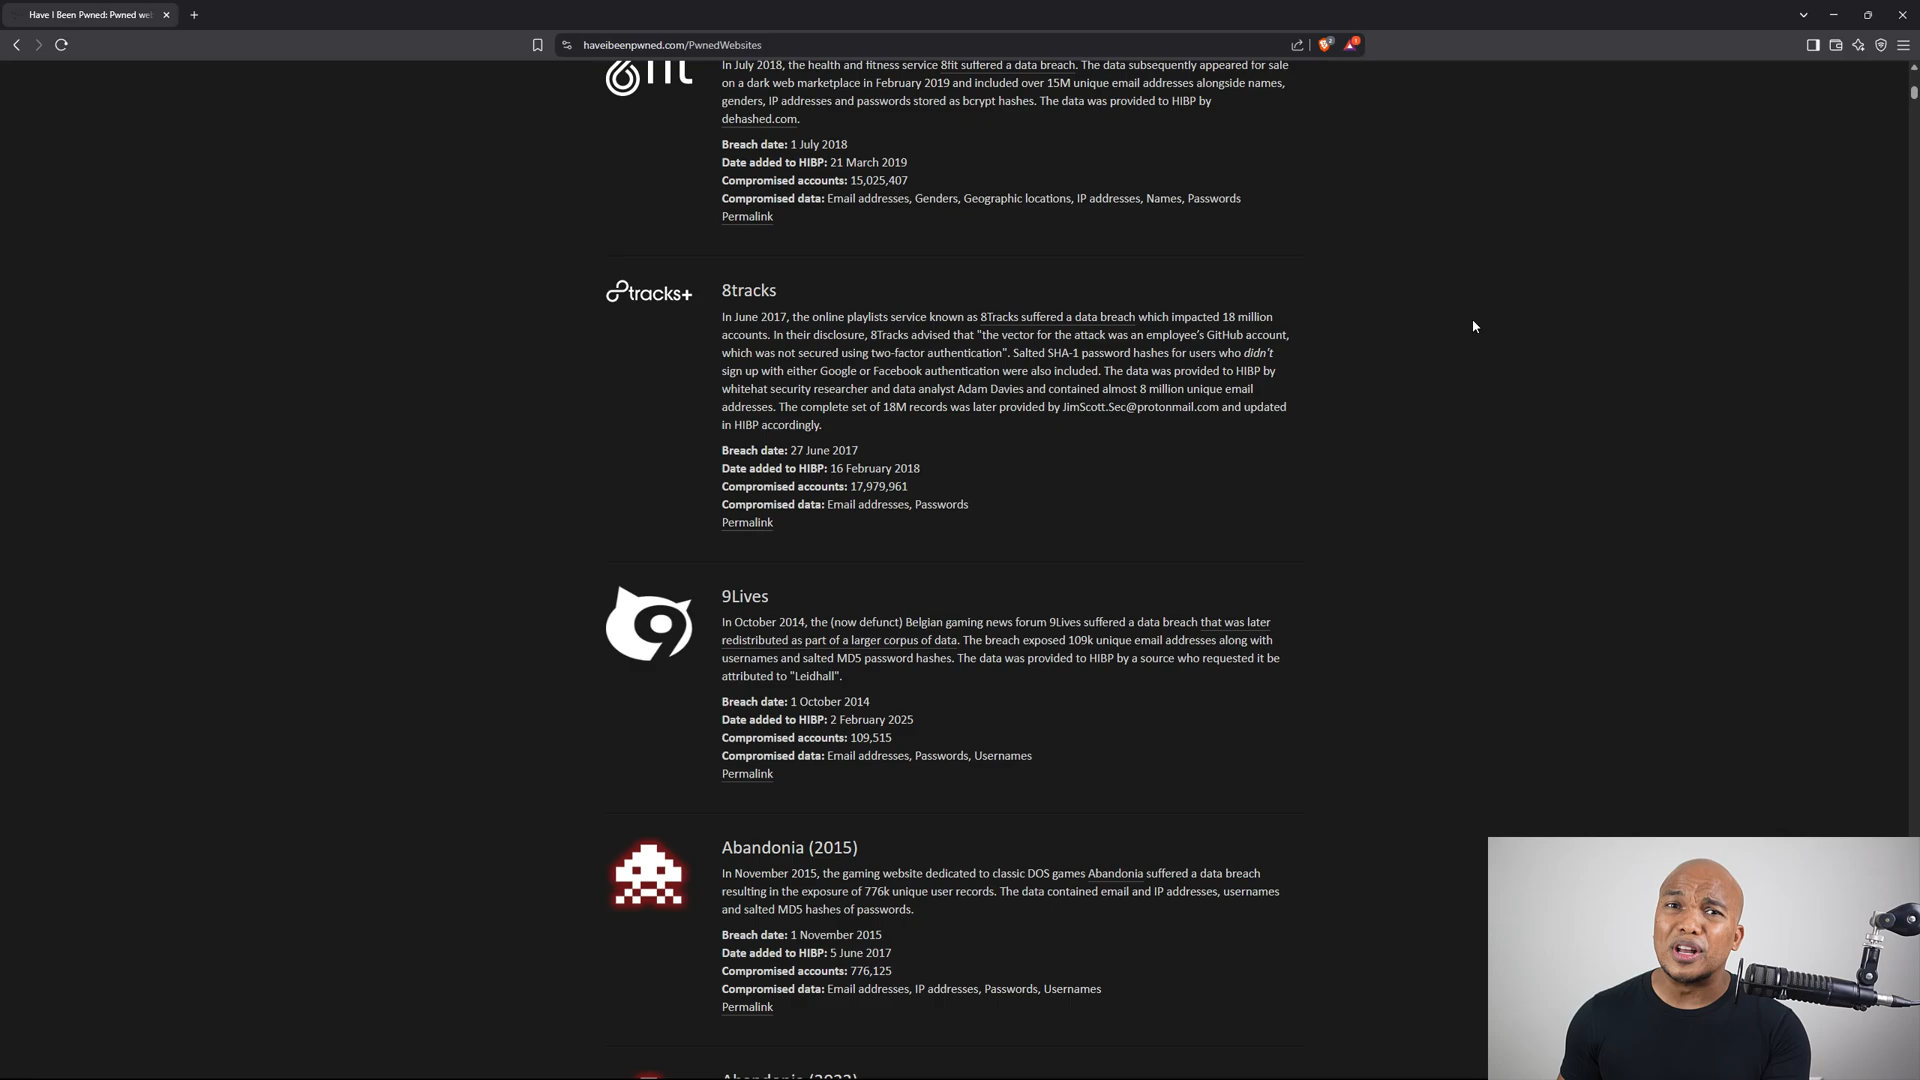 Have I Been Pwned: Pwned we
haveibeenpwned.com/PwnedWebsites
2
1
fit
In July 2018, the health and fitness service 8fit suffered a data breach. The data subsequently appeared for sale
on a dark web marketplace in February 2019 and included over 15M unique email addresses alongside names,
genders, IP addresses and passwords stored as bcrypt hashes. The data was provided to HIBP by
dehashed.com.
Breach date: 1 July 2018
Date added to HIBP: 21 March 2019
Compromised accounts: 15,025,407
Compromised data: Email addresses, Genders, Geographic locations, IP addresses, Names, Passwords
Permalink
8tracks+
8tracks
In June 2017, the online playlists service known as 8Tracks suffered a data breach which impacted 18 million
accounts. In their disclosure, 8Tracks advised that "the vector for the attack was an employee's GitHub account,
which was not secured using two-factor authentication". Salted SHA-1 password hashes for users who didn't
sign up with either Google or Facebook authentication were also included. The data was provided to HIBP by
whitehat security researcher and data analyst Adam Davies and contained almost 8 million unique email
addresses. The complete set of 18M records was later provided by JimScott.Sec@protonmail.com and updated
in HIBP accordingly.
Breach date: 27 June 2017
Date added to HIBP: 16 February 2018
Compromised accounts: 17,979,961
Compromised data: Email addresses, Passwords
Permalink
9
9Lives
In October 2014, the (now defunct) Belgian gaming news forum 9Lives suffered a data breach that was later
redistributed as part of a larger corpus of data. The breach exposed 109k unique email addresses along with
usernames and salted MD5 password hashes. The data was provided to HIBP by a source who requested it be
attributed to "Leidhall".
Breach date: 1 October 2014
Date added to HIBP: 2 February 2025
Compromised accounts: 109,515
Compromised data: Email addresses, Passwords, Usernames
Permalink
Abandonia (2015)
In November 2015, the gaming website dedicated to classic DOS games Abandonia suffered a data breach
resulting in the exposure of 776k unique user records. The data contained email and IP addresses, usernames
and salted MD5 hashes of passwords.
Breach date: 1 November 2015
Date added to HIBP: 5 June 2017
Compromised accounts: 776,125
Compromised data: Email addresses, IP addresses, Passwords, Usernames
Permalink